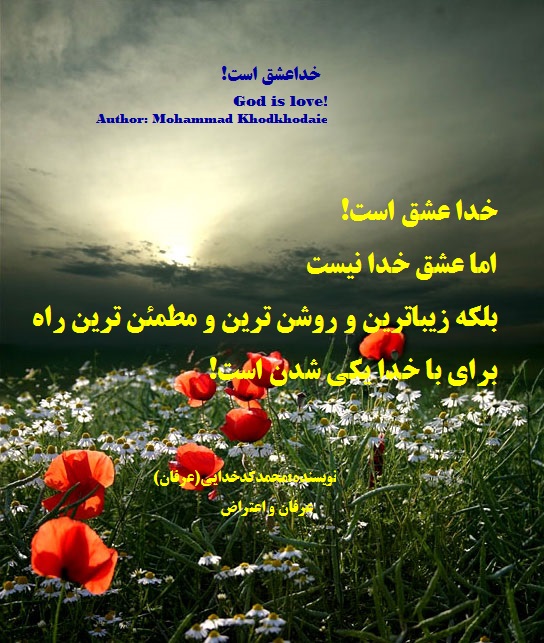 خداعشق است!
God is love!
Author: Mohammad Khodkhodaie
خدا عشق است!
اما عشق خدا نیست
بلکه زیباترین و روشن ترین و مطمئن ترین راه
برای با خدا یکی شدن است!
نویسنده:محمدکدخدایی(عرفان)
عرفان و اعتراض